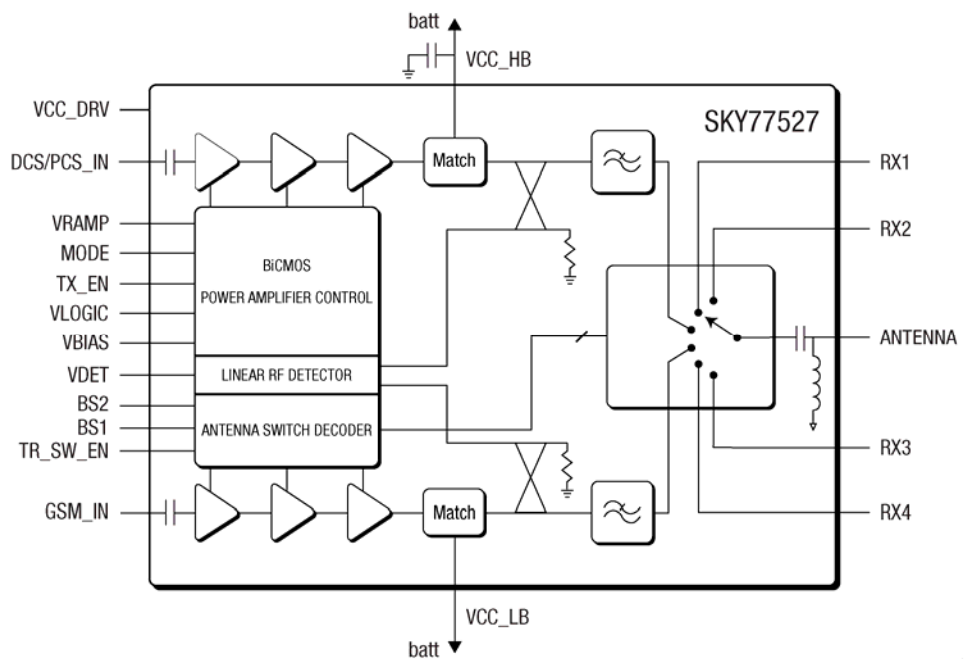 batt
VCC_HB
VCC_DRV
SKY77527
DCS/PCS_IN
Match
RX1
VRAMP
RX2
MODE
BiCMOS
TX_EN
POWER AMPLIFIER CONTROL
VLOGIC
VBIAS
ANTENNA
VDET
LINEAR RF DETECTOR
BS2
BS1
ANTENNA SWITCH DECODER
TR_SW_EN
RX3
GSM_IN
Match
RX4
VCC_LB
batt